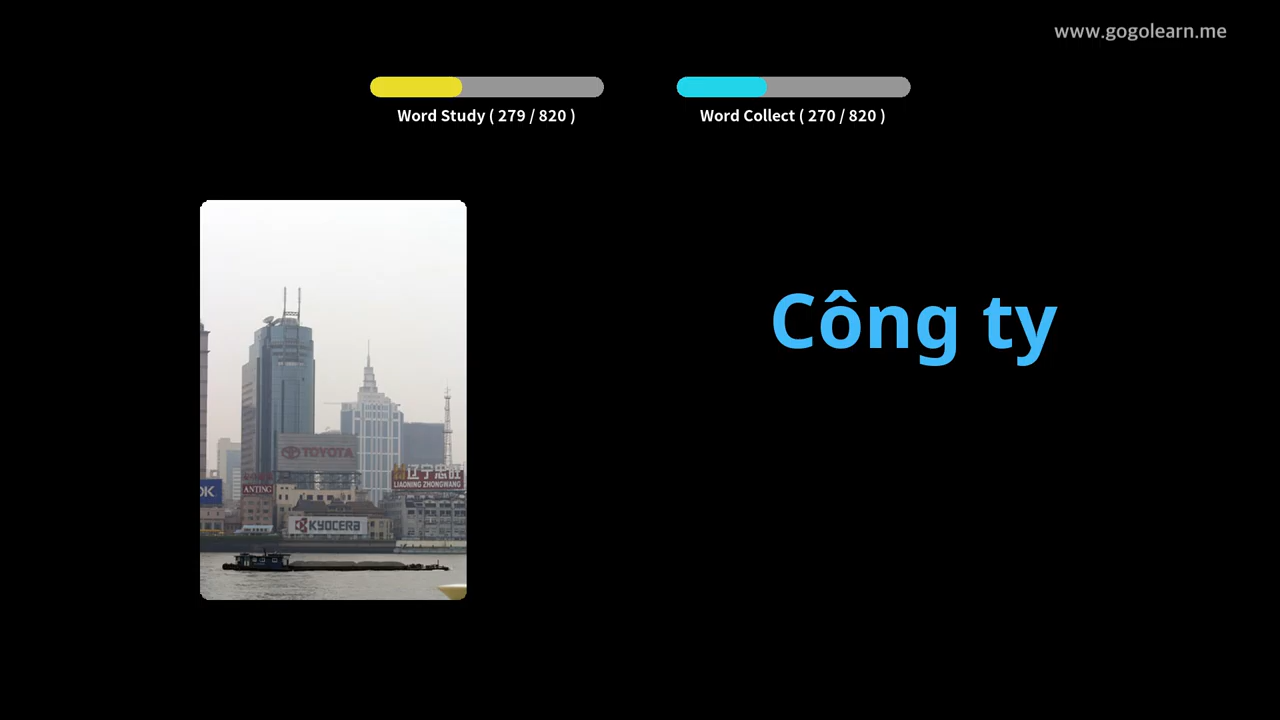 www.gogolearn.me
Word Study ( 279 / 820 )
Word Collect ( 270 / 820 )
Công ty
TOYOTA
辽宁忠旺
LIAONING ZHONGWANG
OK
ANTING
KYOCERA